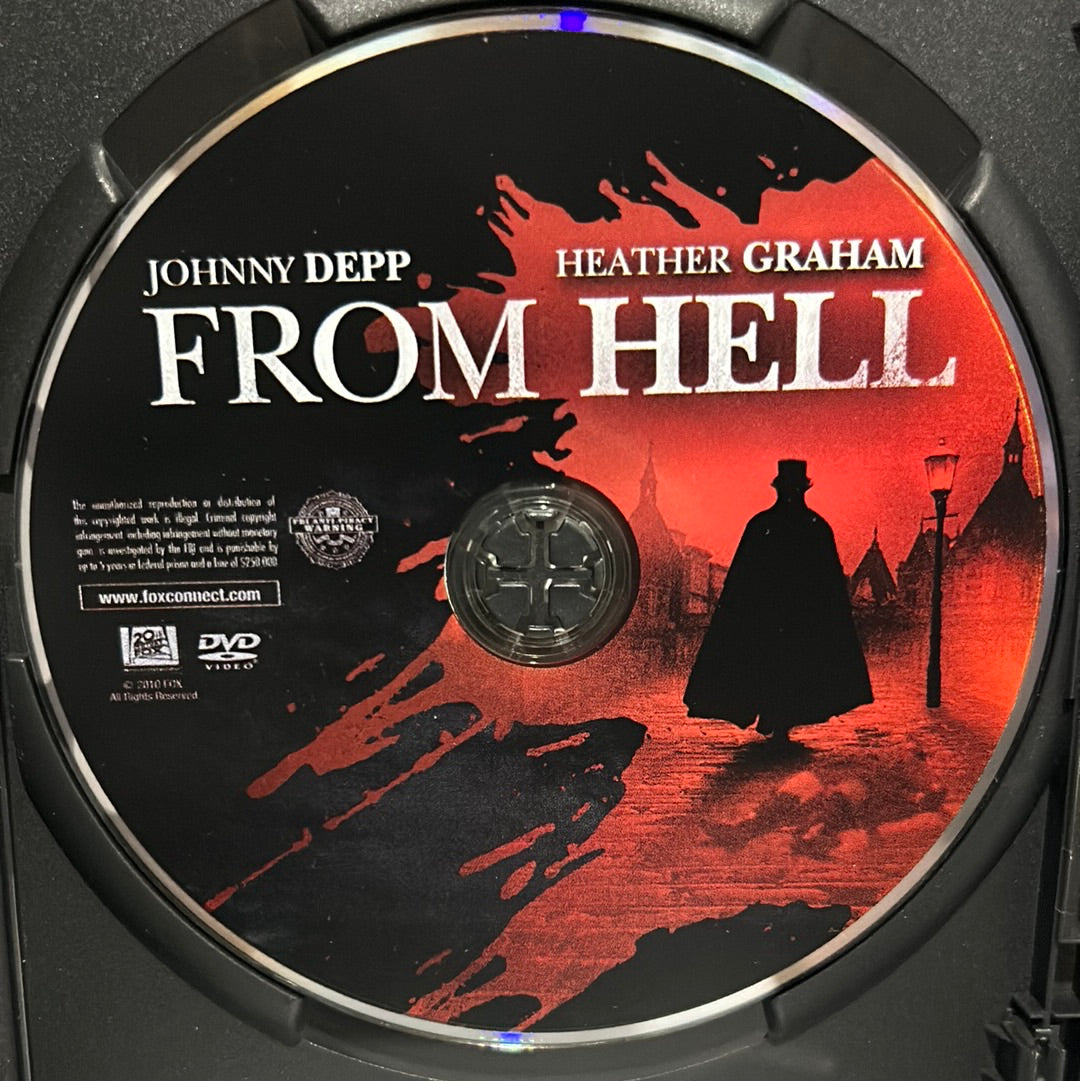 JOHNNY DEPP
HEATHER GRAHAM
FROM HELL
The unauthorized reproduction or distribution of
this copyrighted work is illegal. Criminal copyright
infringement, including infringement without monetary
gain, is investigated by the FBI and is punishable by
up to 5 years in federal prison and a fine of $250,000
FBI ANTI-PIRACY
WARNING
www.foxconnect.com
20th
CENTURY
FOX
DVD
VIDEO
© 2010 FOX
All Rights Reserved